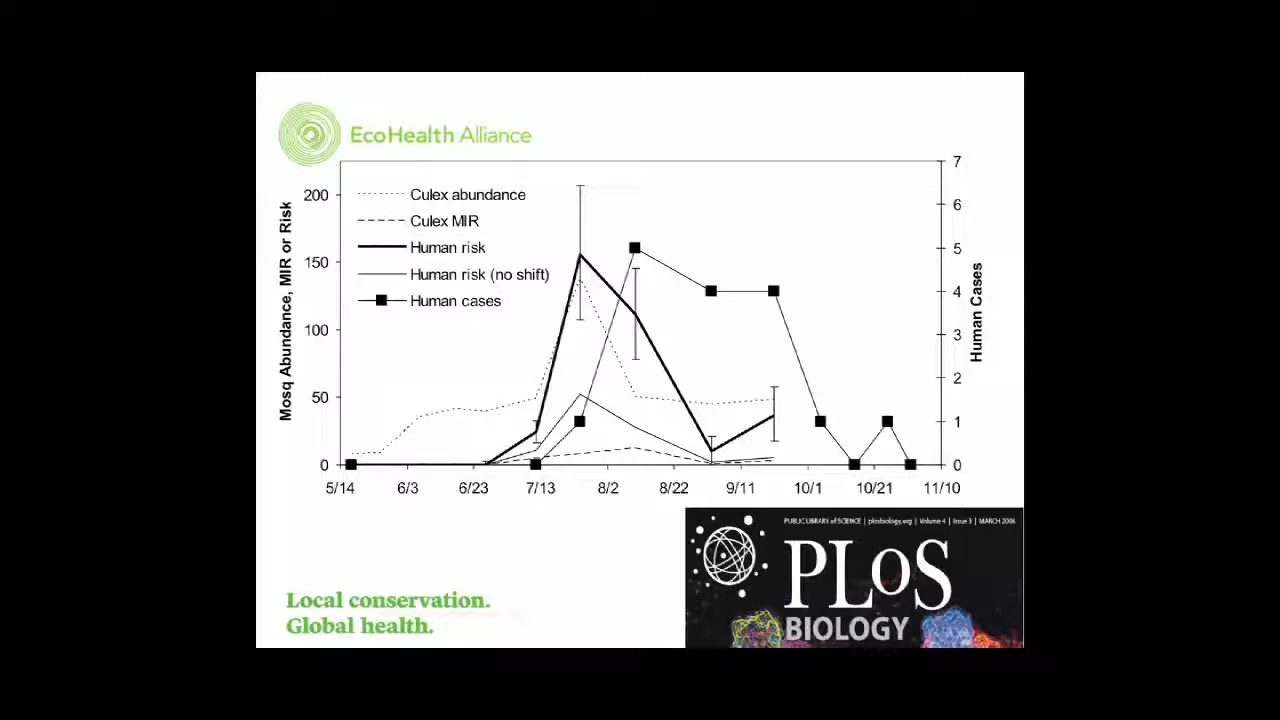 EcoHealth Alliance
Mosq Abundance, MIR or Risk
200
150
100
50
0
Culex abundance
Culex MIR
Human risk
Human risk (no shift)
Human cases
7
6
5
4
3
2
1
0
Human Cases
5/14 6/3 6/23 7/13 8/2 8/22 9/11 10/1 10/21 11/10
PUBLIC LIBRARY of SCIENCE | plosbiology.org | Volume 4 | Issue 3 | MARCH 2006
PLoS
BIOLOGY
Local conservation.
Global health.